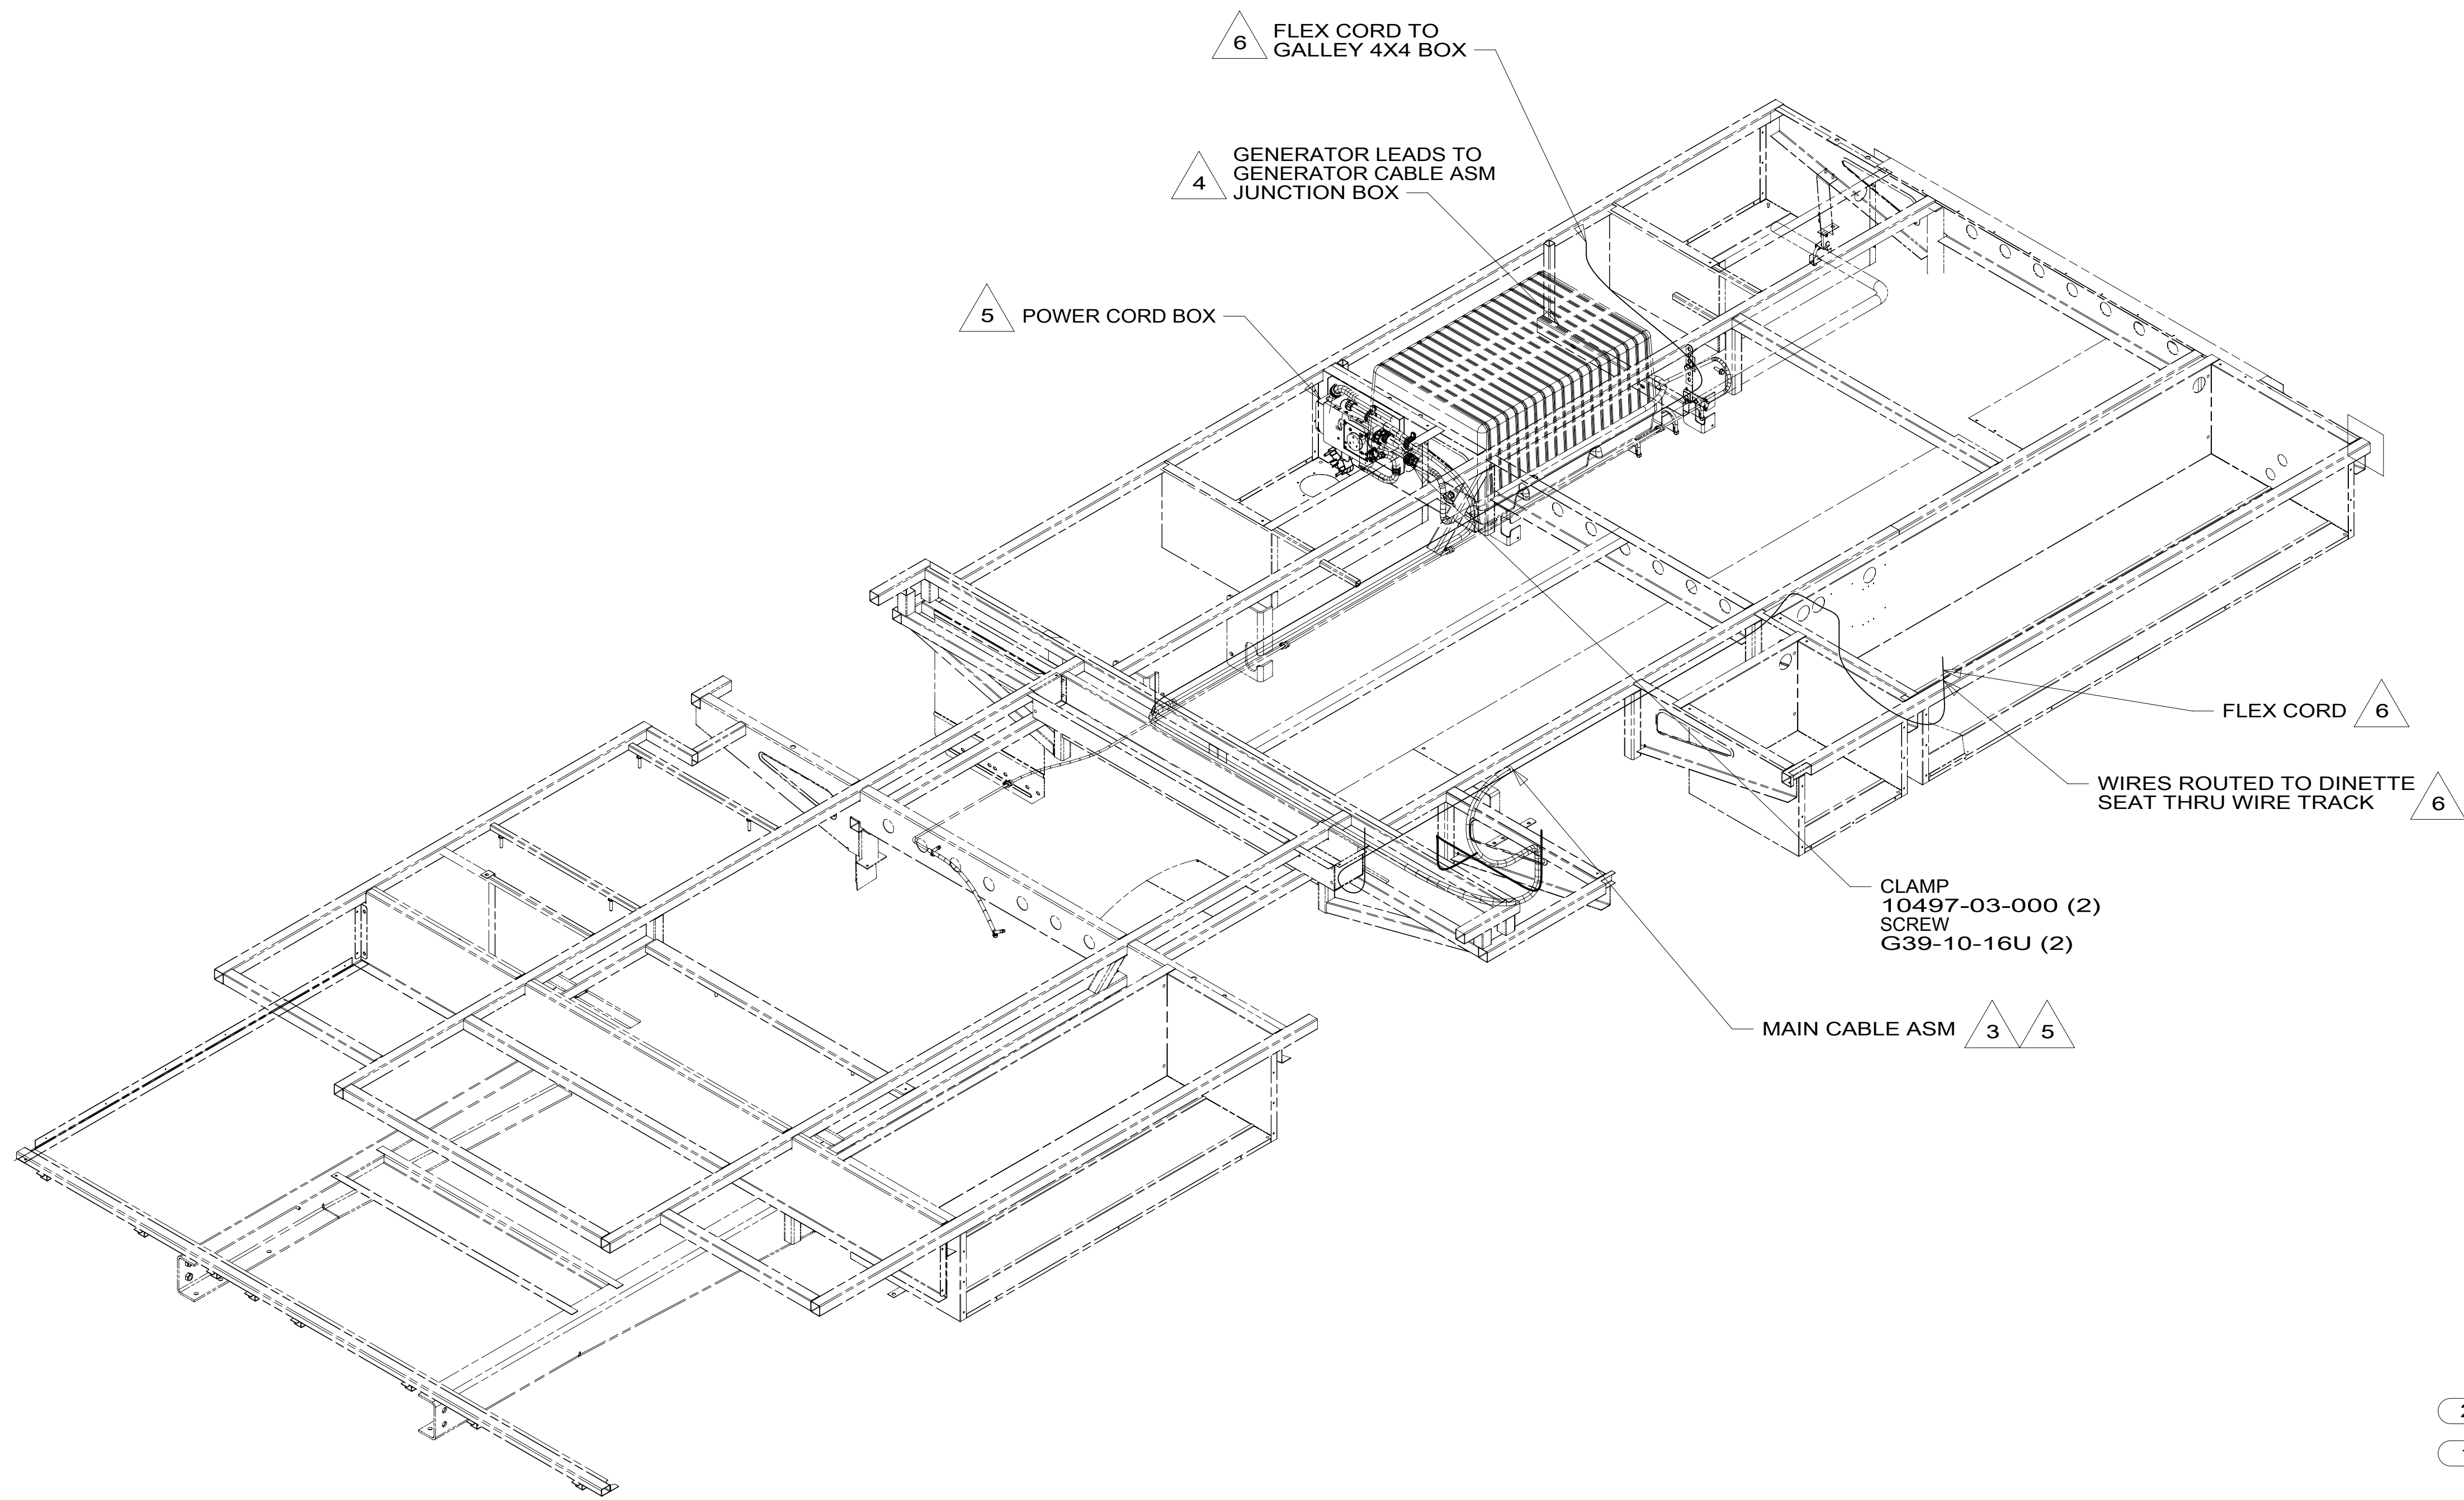 6
FLEX CORD TO
GALLEY 4X4 BOX
4
GENERATOR LEADS TO
GENERATOR CABLE ASM
JUNCTION BOX
5
POWER CORD BOX
FLEX CORD
6
WIRES ROUTED TO DINETTE
SEAT THRU WIRE TRACK
6
CLAMP
10497-03-000 (2)
SCREW
G39-10-16U (2)
MAIN CABLE ASM
3
5